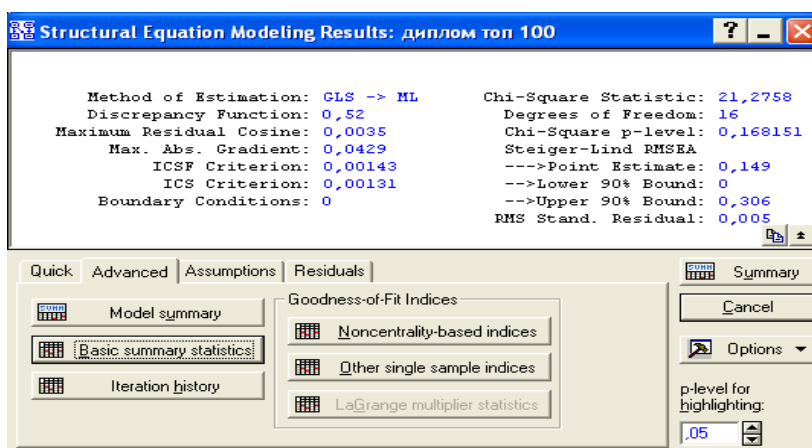 Structural Equation Modeling Results: диплом топ 100
Method of Estimation: GLS -> ML
Discrepancy Function: 0,52
Maximum Residual Cosine: 0,0035
Max. Abs. Gradient: 0,0429
ICSF Criterion: 0,00143
ICS Criterion: 0,00131
Boundary Conditions: 0
Chi-Square Statistic: 21,2758
Degrees of Freedom: 16
Chi-Square p-level: 0,168151
Steiger-Lind RMSEA
--->Point Estimate: 0,149
-->Lower 90% Bound: 0
-->Upper 90% Bound: 0,306
RMS Stand. Residual: 0,005
Quick Advanced Assumptions Residuals
Model summary
Basic summary statistics
Iteration history
Goodness-of-Fit Indices
Noncentrality-based indices
Other single sample indices
LaGrange multiplier statistics
Summary
Cancel
Options
p-level for
highlighting:
,05